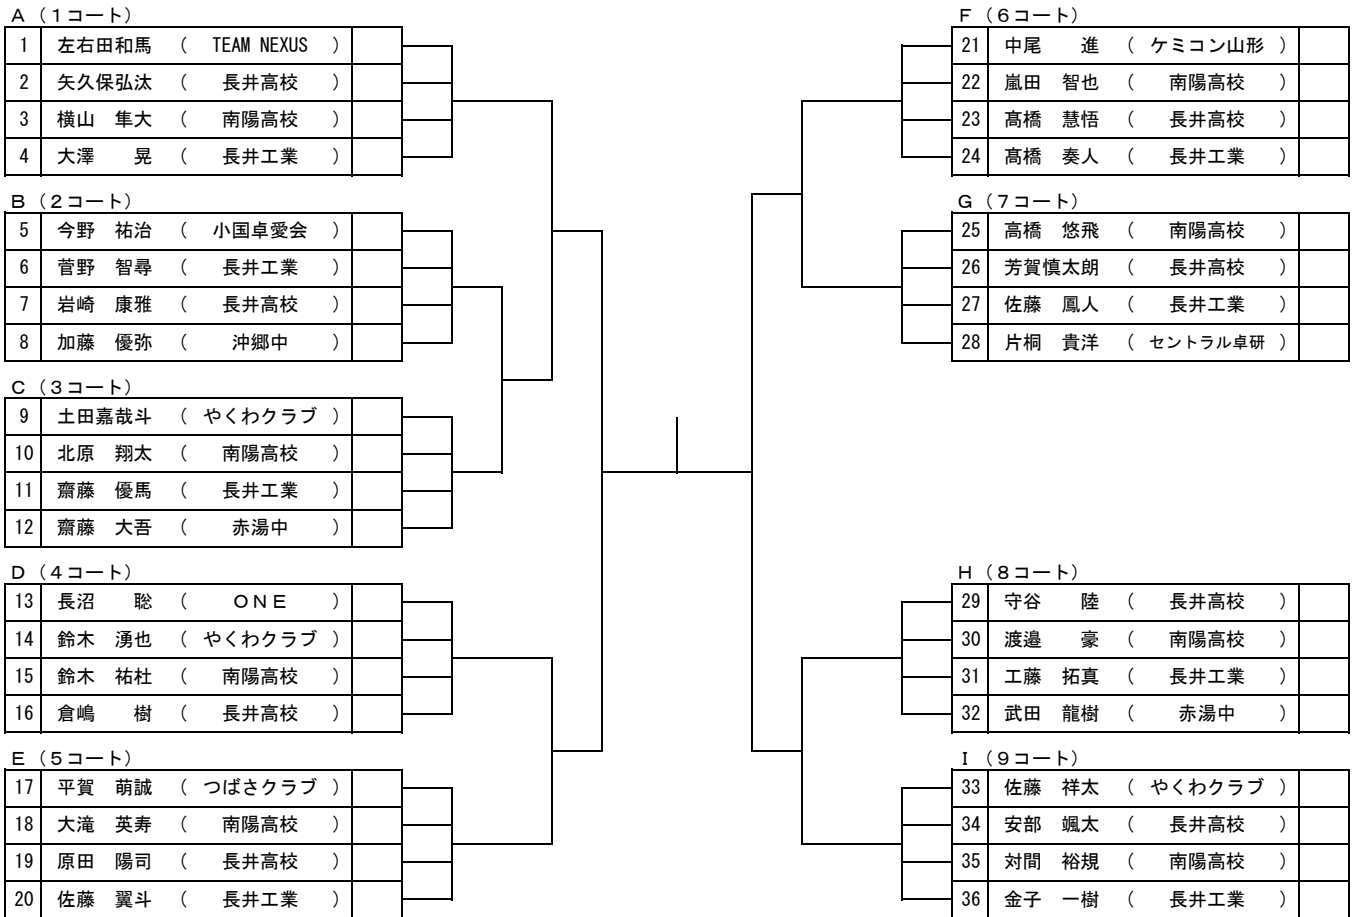 A（1コート）
1 左右田和馬 （ TEAM NEXUS ）
2 矢久保弘汰 （ 長井高校 ）
3 横山 隼大 （ 南陽高校 ）
4 大澤 晃 （ 長井工業 ）
B（2コート）
5 今野 祐治 （ 小国卓愛会 ）
6 菅野 智尋 （ 長井工業 ）
7 岩崎 康雅 （ 長井高校 ）
8 加藤 優弥 （ 沖郷中 ）
C（3コート）
9 土田嘉哉斗 （ やくわクラブ ）
10 北原 翔太 （ 南陽高校 ）
11 齋藤 優馬 （ 長井工業 ）
12 齋藤 大吾 （ 赤湯中 ）
D（4コート）
13 長沼 聡 （ ONE ）
14 鈴木 湧也 （ やくわクラブ ）
15 鈴木 祐杜 （ 南陽高校 ）
16 倉嶋 樹 （ 長井高校 ）
E（5コート）
17 平賀 萌誠 （ つばさクラブ ）
18 大滝 英寿 （ 南陽高校 ）
19 原田 陽司 （ 長井高校 ）
20 佐藤 翼斗 （ 長井工業 ）
F（6コート）
21 中尾 進 （ ケミコン山形 ）
22 嵐田 智也 （ 南陽高校 ）
23 髙橋 慧悟 （ 長井高校 ）
24 髙橋 奏人 （ 長井工業 ）
G（7コート）
25 高橋 悠飛 （ 南陽高校 ）
26 芳賀慎太朗 （ 長井高校 ）
27 佐藤 鳳人 （ 長井工業 ）
28 片桐 貴洋 （ セントラル卓研 ）
H（8コート）
29 守谷 陸 （ 長井高校 ）
30 渡邉 豪 （ 南陽高校 ）
31 工藤 拓真 （ 長井工業 ）
32 武田 龍樹 （ 赤湯中 ）
I（9コート）
33 佐藤 祥太 （ やくわクラブ ）
34 安部 颯太 （ 長井高校 ）
35 対間 裕規 （ 南陽高校 ）
36 金子 一樹 （ 長井工業 ）